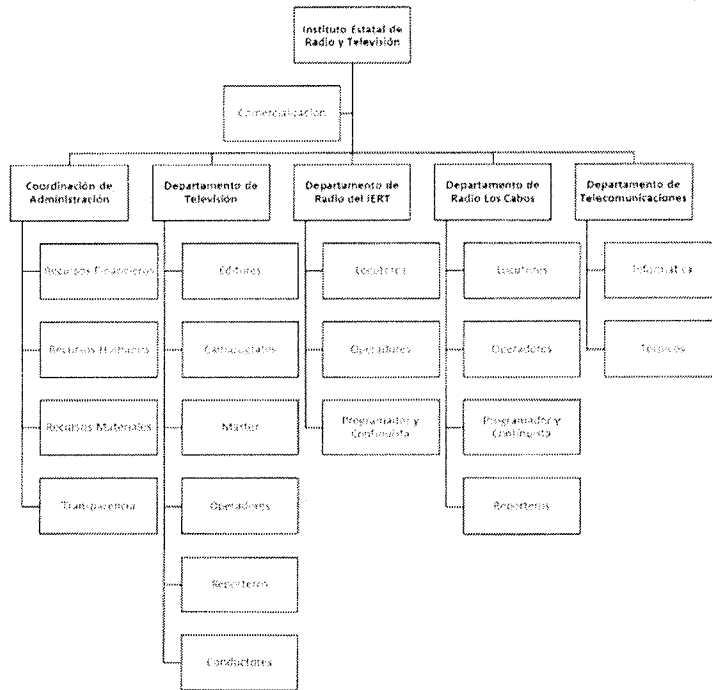 Instituto Estatal de
Radio y Televisión
Comercialización
Coordinación de
Administración
Departamento de
Televisión
Departamento de
Radio del IERT
Departamento de
Radio Los Cabos
Departamento de
Telecomunicaciones
Recursos Financieros
Editores
Locutores
Locutores
Informatica
Recursos Humanos
Camarógrafos
Operadores
Operadores
Técnicos
Recursos Materiales
Master
Programador y
Continuista
Programador y
Continuista
Transparencia
Operadores
Reporteros
Reporteros
Conductores